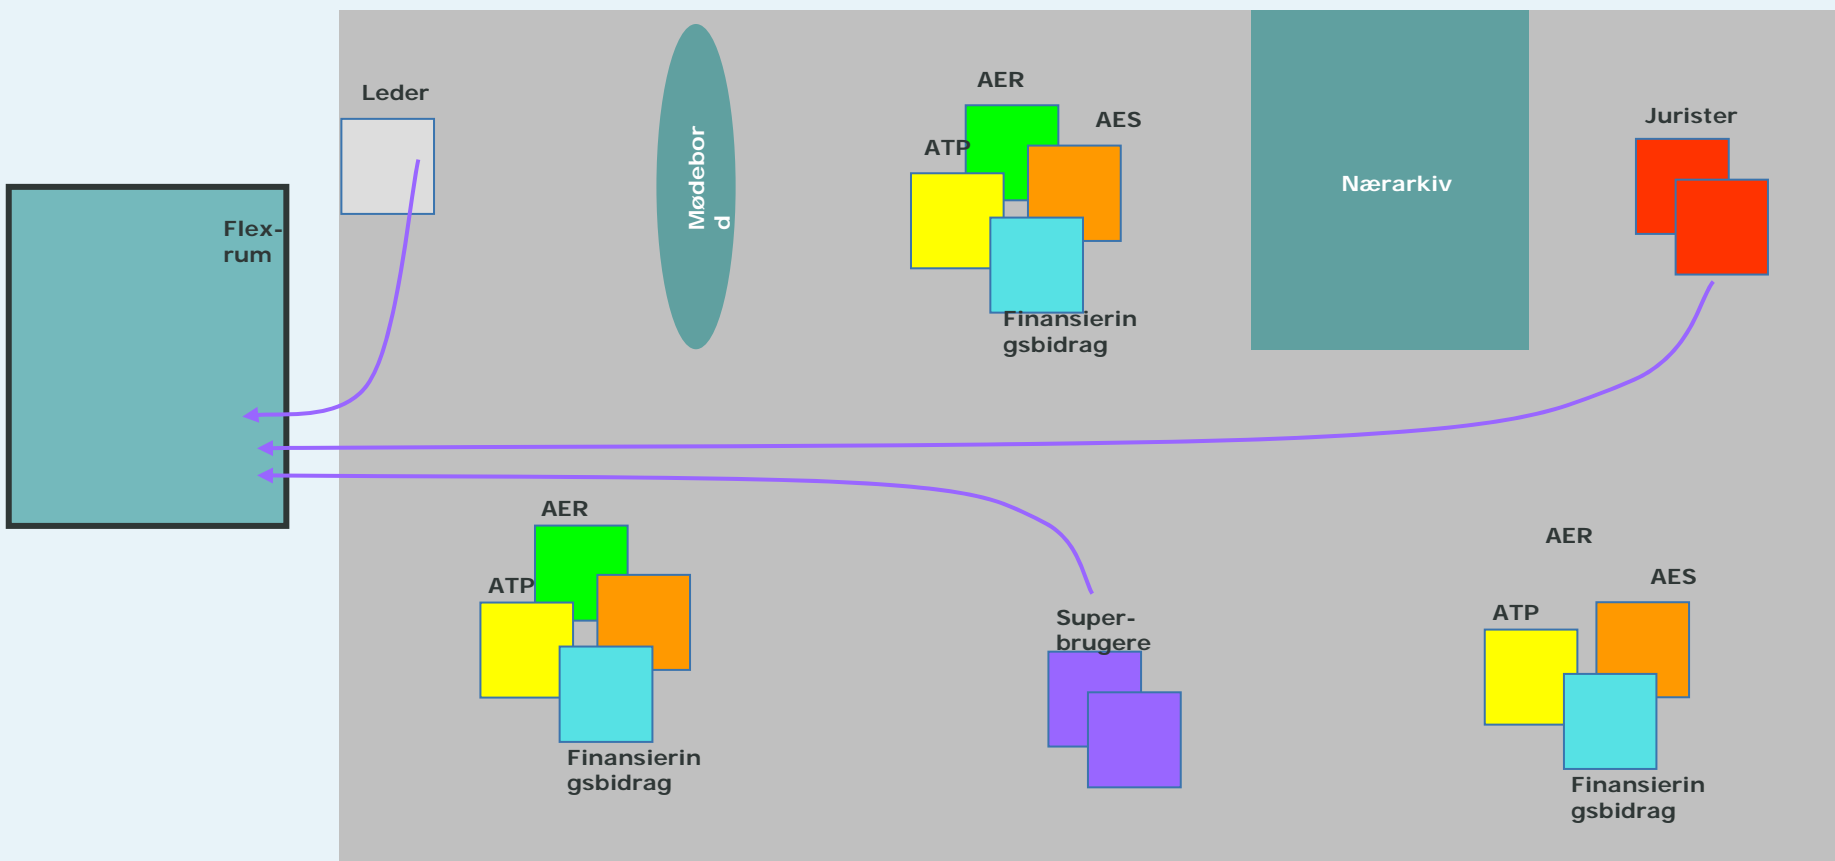 Leder
Mødebor
d
AER
AES
ATP
Finansierin
gsbidrag
Nærarkiv
Jurister
Flex-
rum
AER
ATP
Finansierin
gsbidrag
Super-
brugere
AER
AES
ATP
Finansierin
gsbidrag